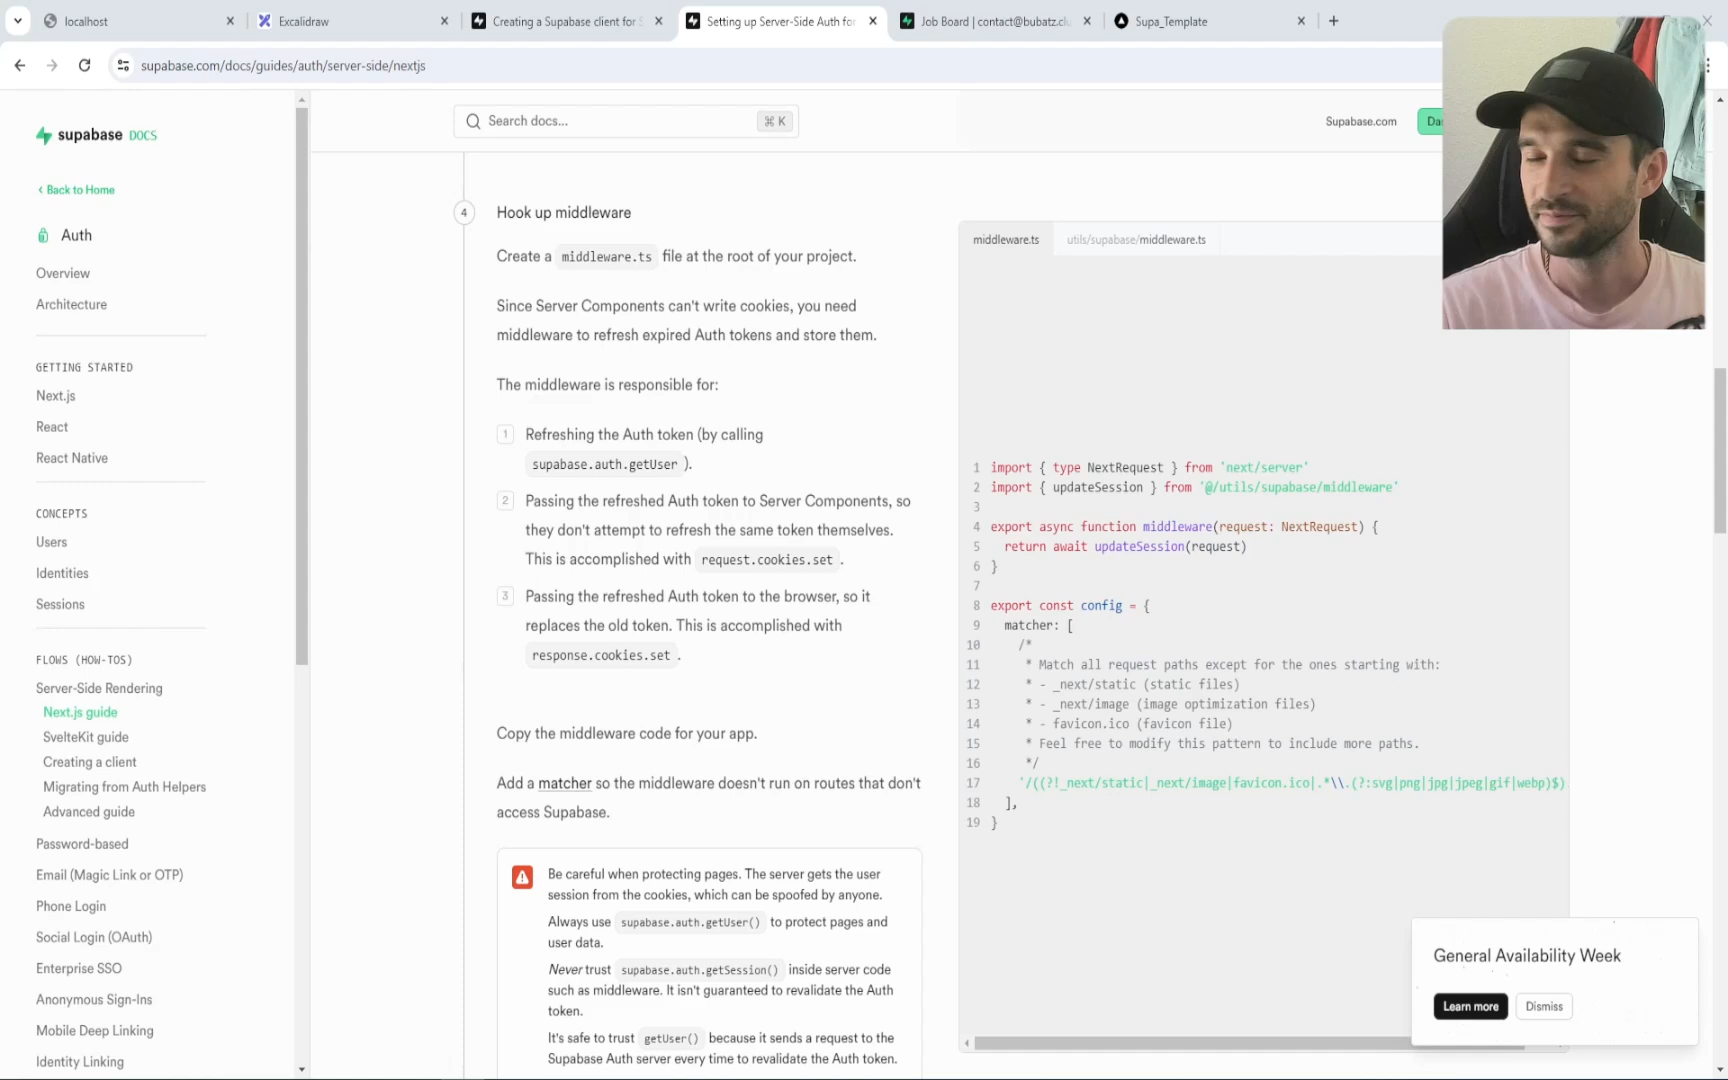 localhost
Excalidraw
Creating a Supabase client for S
Setting up Server-Side Auth for
Job Board | contact@bubatz.clu
Supa_Template
supabase.com/docs/guides/auth/server-side/nextjs
supabase DOCS
Search docs...
⌘ K
Supabase.com
Das
< Back to Home
Auth
Overview
Architecture
GETTING STARTED
Next.js
React
React Native
CONCEPTS
Users
Identities
Sessions
FLOWS (HOW-TOS)
Server-Side Rendering
Next.js guide
SvelteKit guide
Creating a client
Migrating from Auth Helpers
Advanced guide
Password-based
Email (Magic Link or OTP)
Phone Login
Social Login (OAuth)
Enterprise SSO
Anonymous Sign-Ins
Mobile Deep Linking
Identity Linking
4
Hook up middleware
Create a middleware.ts file at the root of your project.
Since Server Components can't write cookies, you need
middleware to refresh expired Auth tokens and store them.
The middleware is responsible for:
1 Refreshing the Auth token (by calling
supabase.auth.getUser ).
2 Passing the refreshed Auth token to Server Components, so
they don't attempt to refresh the same token themselves.
This is accomplished with request.cookies.set .
3 Passing the refreshed Auth token to the browser, so it
replaces the old token. This is accomplished with
response.cookies.set .
Copy the middleware code for your app.
Add a matcher so the middleware doesn't run on routes that don't
access Supabase.
Be careful when protecting pages. The server gets the user
session from the cookies, which can be spoofed by anyone.
Always use supabase.auth.getUser() to protect pages and
user data.
Never trust supabase.auth.getSession() inside server code
such as middleware. It isn't guaranteed to revalidate the Auth
token.
It's safe to trust getUser() because it sends a request to the
Supabase Auth server every time to revalidate the Auth token.
middleware.ts
utils/supabase/middleware.ts
1 import { type NextRequest } from 'next/server'
2 import { updateSession } from '@/utils/supabase/middleware'
3
4 export async function middleware(request: NextRequest) {
5 return await updateSession(request)
6 }
7
8 export const config = {
9 matcher: [
10 /*
11 * Match all request paths except for the ones starting with:
12 * - _next/static (static files)
13 * - _next/image (image optimization files)
14 * - favicon.ico (favicon file)
15 * Feel free to modify this pattern to include more paths.
16 */
17 '/((?!_next/static|_next/image|favicon.ico|.*\\.(?:svg|png|jpg|jpeg|gif|webp)$).
18 ],
19 }
General Availability Week
Learn more
Dismiss